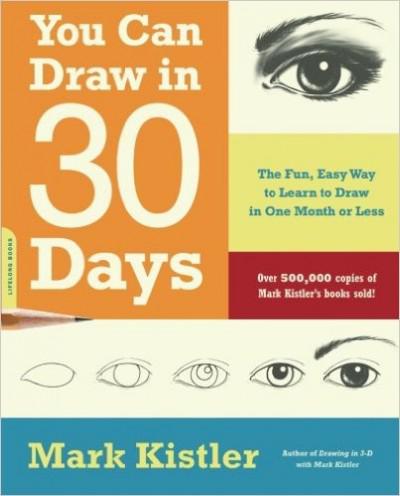 You Can
Draw in
30
Days
The Fun, Easy Way
to Learn to Draw
in One Month or Less
LIFELONG BOOKS
Over 500,000 copies of
Mark Kistler's books sold!
Mark Kistler
Author of Drawing in 3-D
with Mark Kistler